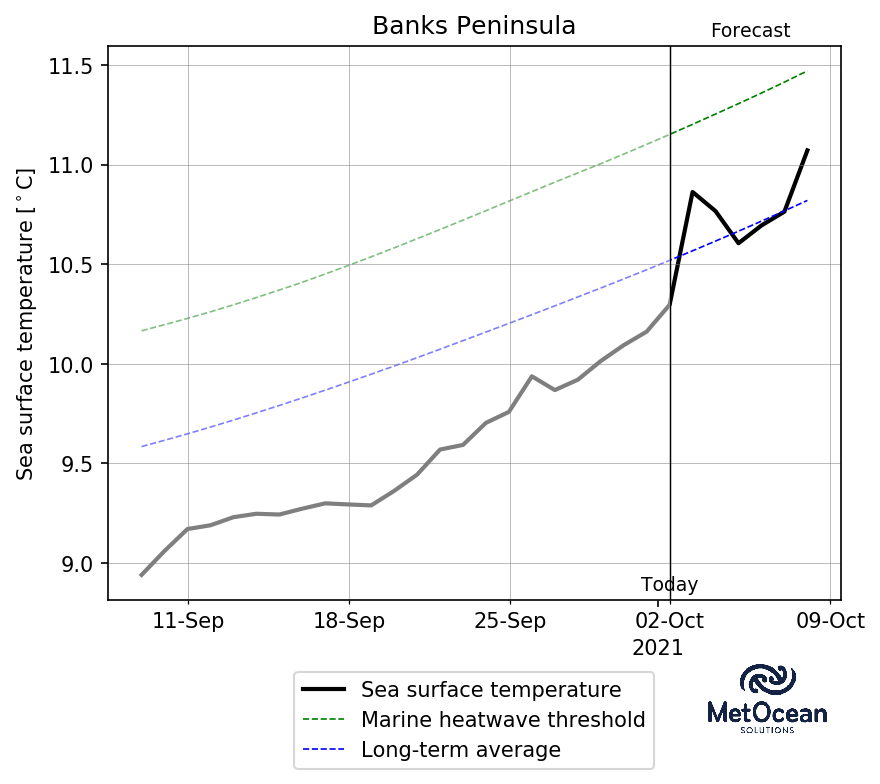 Banks Peninsula
Forecast
Sea surface temperature [°C]
11.5
11.0
10.5
10.0
9.5
9.0
Today
11-Sep 18-Sep 25-Sep 02-Oct 09-Oct
2021
Sea surface temperature
Marine heatwave threshold
Long-term average
MetOcean
SOLUTIONS